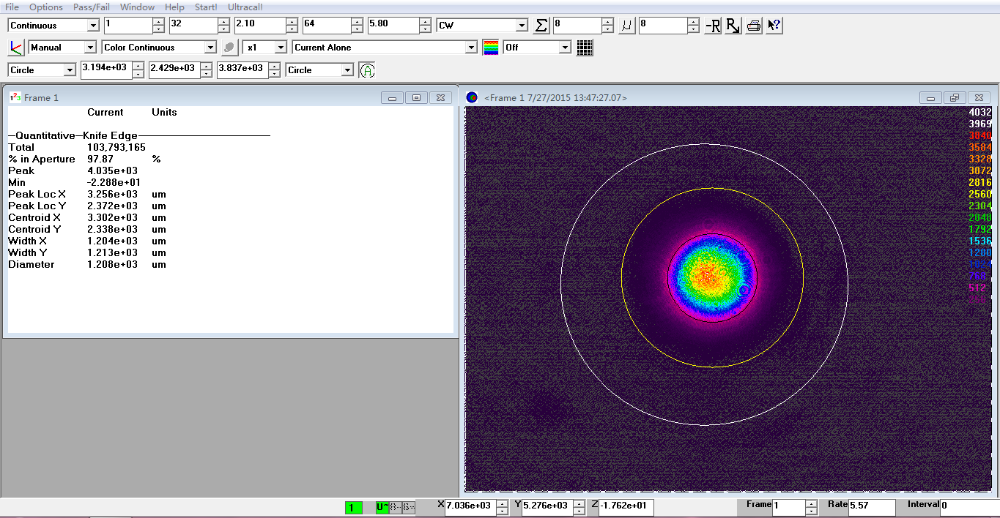 File Options Pass/Fail Window Help Start! Ultracal!
Continuous 1 32 2.10 64 5.80 CW Σ 8 μ 8 -R R
Manual Color Continuous x1 Current Alone Off
Circle 3.194e+03 2.429e+03 3.837e+03 Circle A
123 Frame 1
Current Units
Quantitative Knife Edge
Total 103,793,165
% in Aperture 97.87 %
Peak 4.035e+03
Min -2.288e+01
Peak Loc X 3.256e+03 um
Peak Loc Y 2.372e+03 um
Centroid X 3.302e+03 um
Centroid Y 2.338e+03 um
Width X 1.204e+03 um
Width Y 1.213e+03 um
Diameter 1.208e+03 um
<Frame 1 7/27/2015 13:47:27.07>
4032
3969
3840
3584
3328
3072
2816
2560
2304
2048
1792
1536
1280
1024
768
512
1 U~ X 7.036e+03 Y 5.276e+03 Z -1.762e+01 Frame 1 Rate 5.57 Interval 0